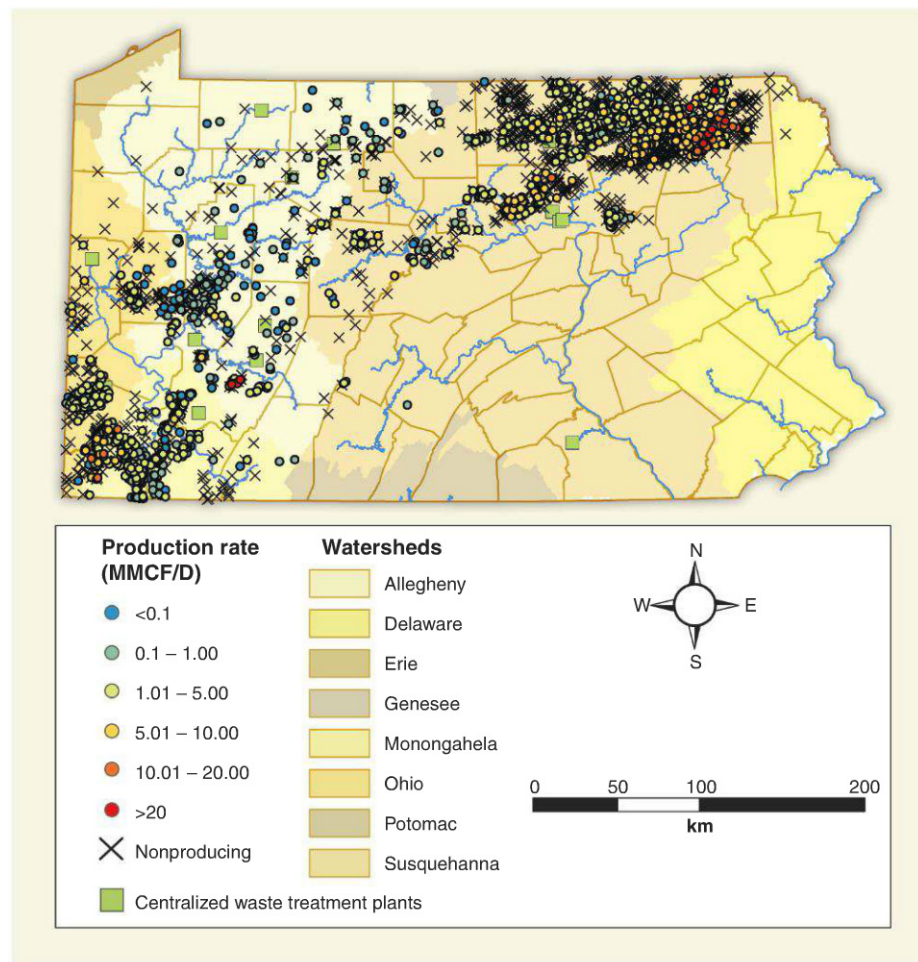 Production rate
(MMCF/D)
<0.1
0.1 – 1.00
1.01 – 5.00
5.01 – 10.00
10.01 – 20.00
>20
Nonproducing
Centralized waste treatment plants
Watersheds
Allegheny
Delaware
Erie
Genesee
Monongahela
Ohio
Potomac
Susquehanna
N
W E
S
0 50 100 200
km